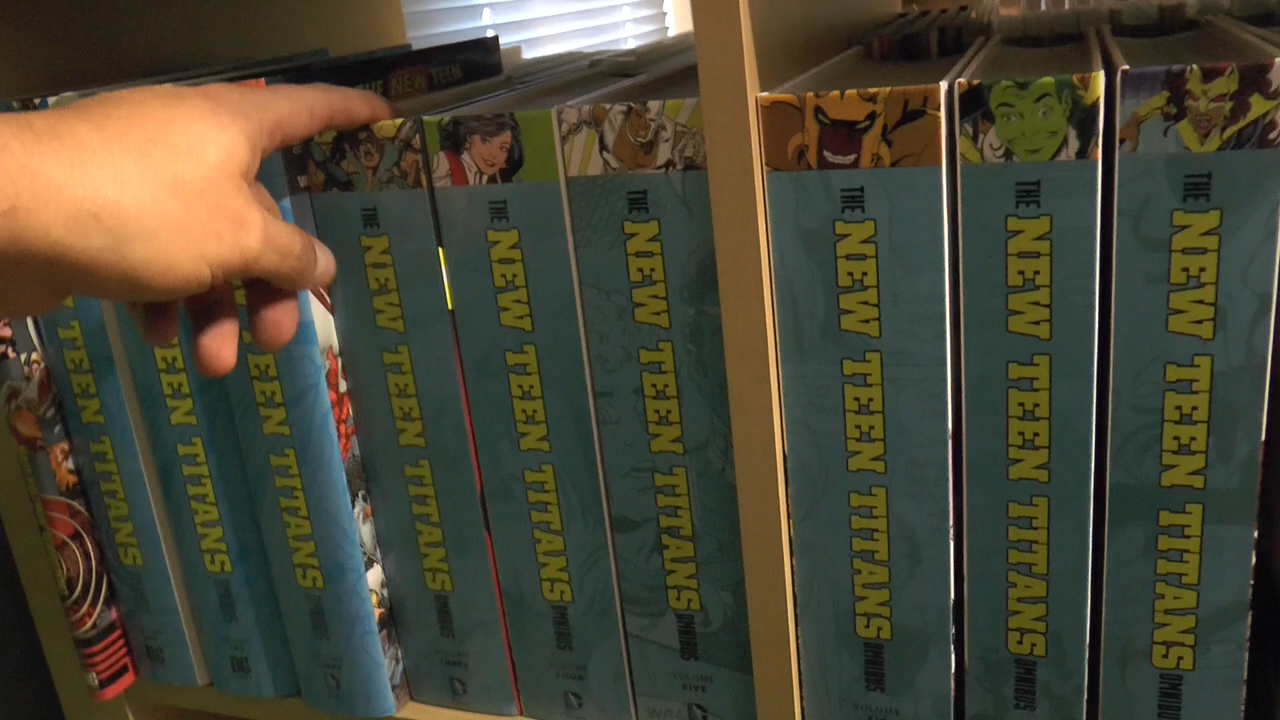 THE NEW TEEN
TEEN TITANS
TEEN TITANS
TEEN TITANS
THE NEW TEEN TITANS OMNIBUS
VOLUME THREE
THE NEW TEEN TITANS OMNIBUS
VOLUME FOUR
THE NEW TEEN TITANS OMNIBUS
VOLUME FIVE
THE NEW TEEN TITANS OMNIBUS
VOLUME
THE NEW TEEN TITANS OMNIBUS
THE NEW TEEN TITANS OMNIBUS